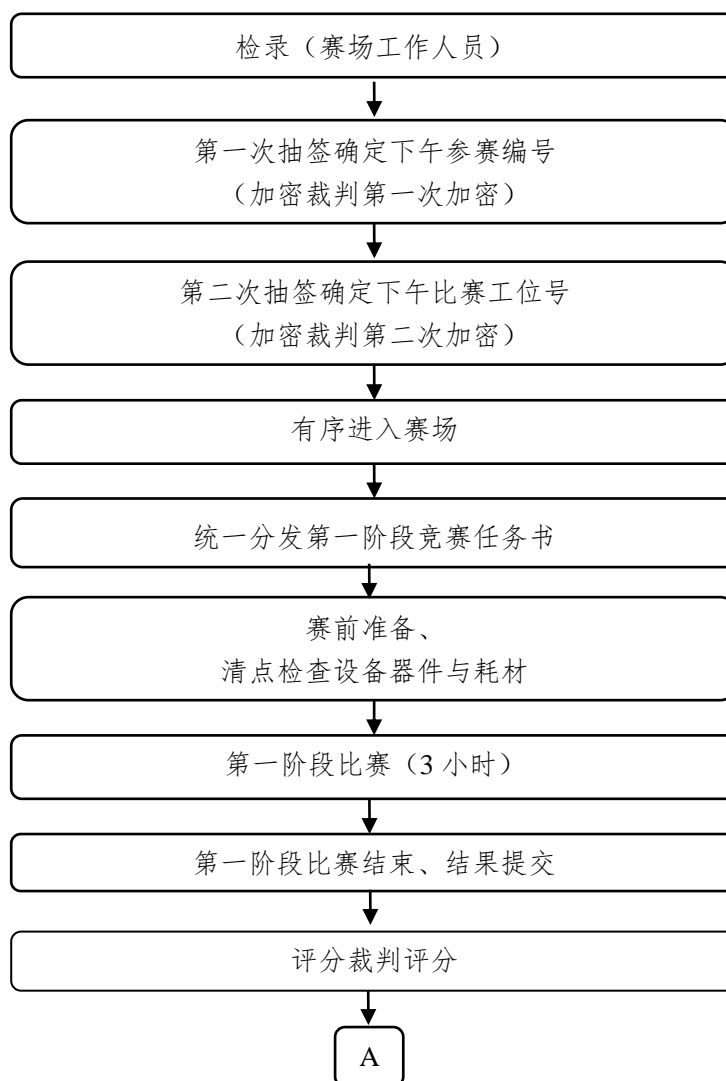 检录（赛场工作人员）
第一次抽签确定下午参赛编号
（加密裁判第一次加密）
第二次抽签确定下午比赛工位号
（加密裁判第二次加密）
有序进入赛场
统一分发第一阶段竞赛任务书
赛前准备、
清点检查设备器件与耗材
第一阶段比赛（3 小时）
第一阶段比赛结束、结果提交
评分裁判评分
A